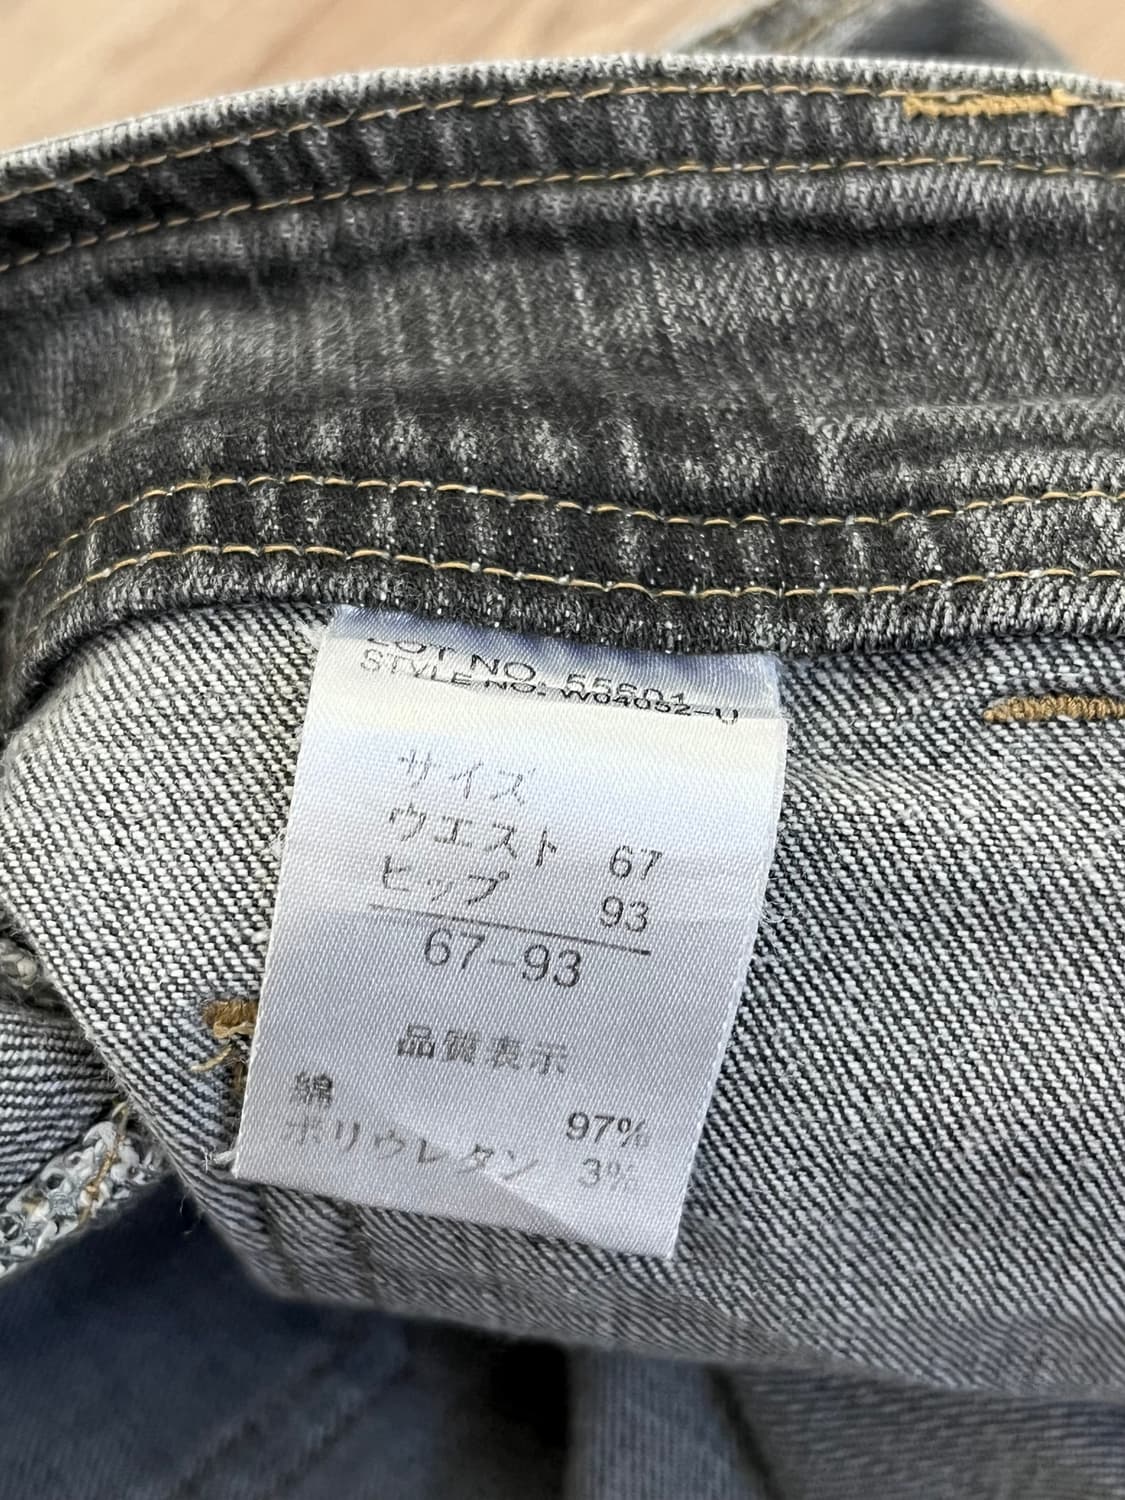 LOT NO. 55601
STYLE NO. W04052-U
サイズ
ウエスト 67
ヒップ 93
67-93
品質表示
綿 97%
ポリウレタン 3%